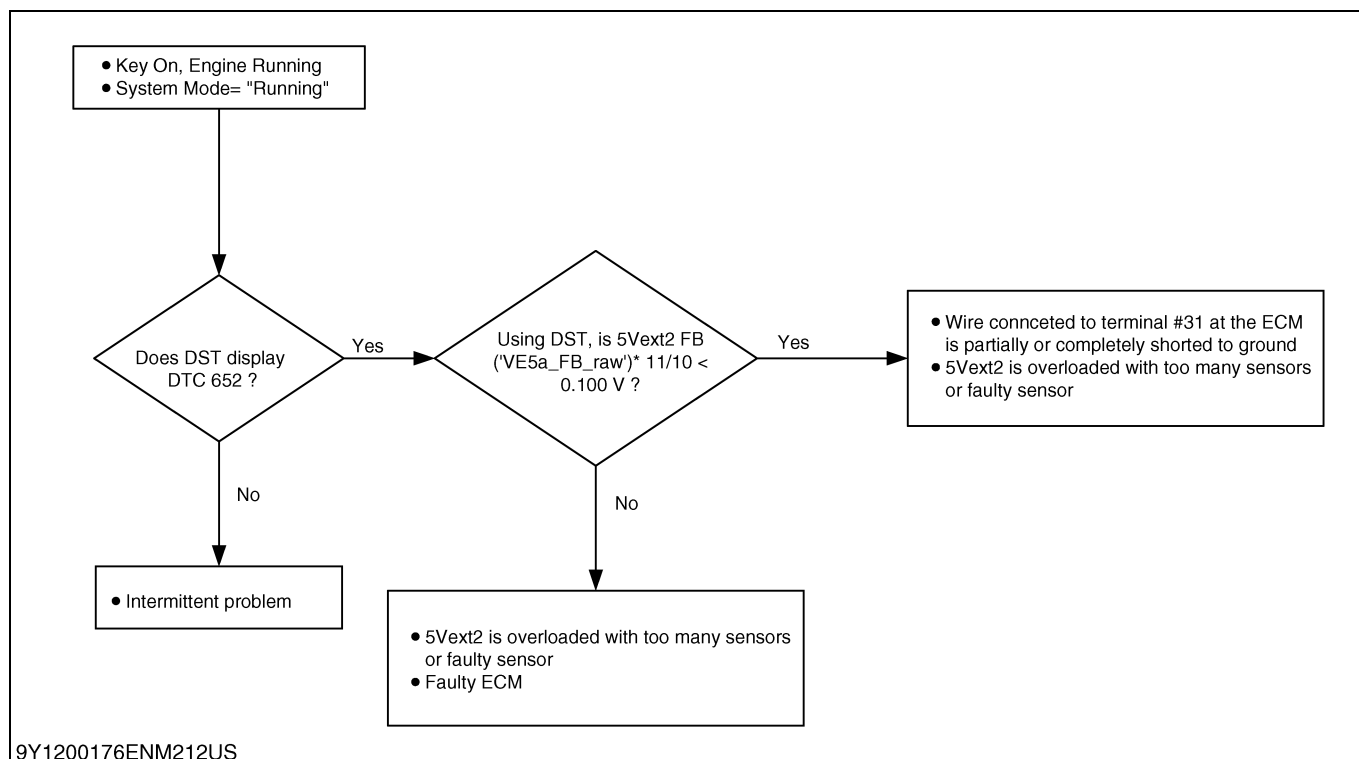 ● Key On, Engine Running
● System Mode= "Running"
Does DST display
DTC 652 ?
Yes
No
● Intermittent problem
Using DST, is 5Vext2 FB
('VE5a_FB_raw')* 11/10 <
0.100 V ?
Yes
No
● Wire connceted to terminal #31 at the ECM
is partially or completely shorted to ground
● 5Vext2 is overloaded with too many sensors
or faulty sensor
● 5Vext2 is overloaded with too many sensors
or faulty sensor
● Faulty ECM
9Y1200176ENM212US